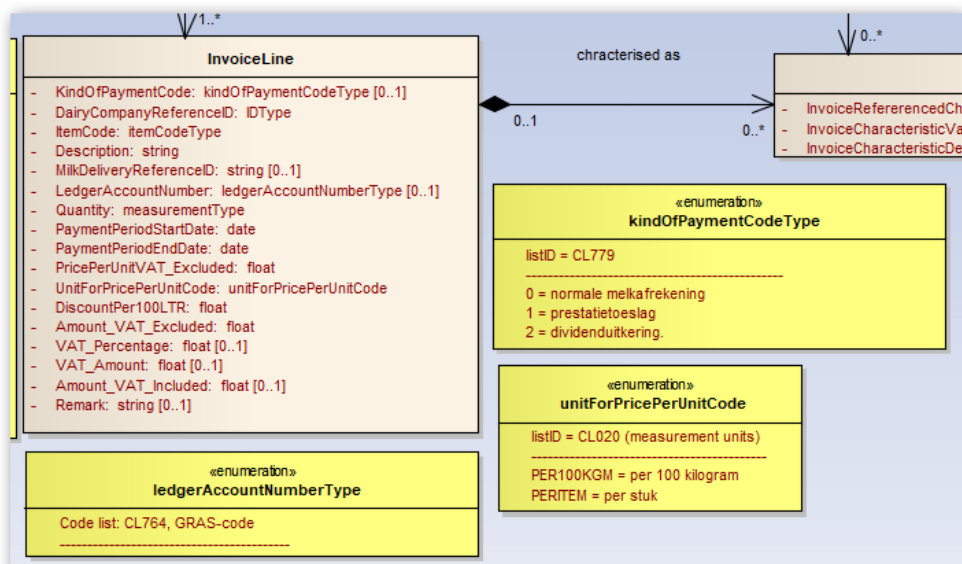 1..*
InvoiceLine
- KindOfPaymentCode: kindOfPaymentCodeType [0..1]
- DairyCompanyReferenceID: IDType
- ItemCode: itemCodeType
- Description: string
- MilkDeliveryReferenceID: string [0..1]
- LedgerAccountNumber: ledgerAccountNumberType [0..1]
- Quantity: measurementType
- PaymentPeriodStartDate: date
- PaymentPeriodEndDate: date
- PricePerUnitVAT_Excluded: float
- UnitForPricePerUnitCode: unitForPricePerUnitCode
- DiscountPer100LTR: float
- Amount_VAT_Excluded: float
- VAT_Percentage: float [0..1]
- VAT_Amount: float [0..1]
- Amount_VAT_Included: float [0..1]
- Remark: string [0..1]
chracterised as
0..1
0..*
0..*
- InvoiceRefererencedCh
- InvoiceCharacteristicVa
- InvoiceCharacteristicDe
«enumeration»
kindOfPaymentCodeType
listID = CL779
0 = normale melkafrekening
1 = prestatietoeslag
2 = dividenduitkering.
«enumeration»
unitForPricePerUnitCode
listID = CL020 (measurement units)
PER100KGM = per 100 kilogram
PERITEM = per stuk
«enumeration»
ledgerAccountNumberType
Code list: CL764, GRAS-code